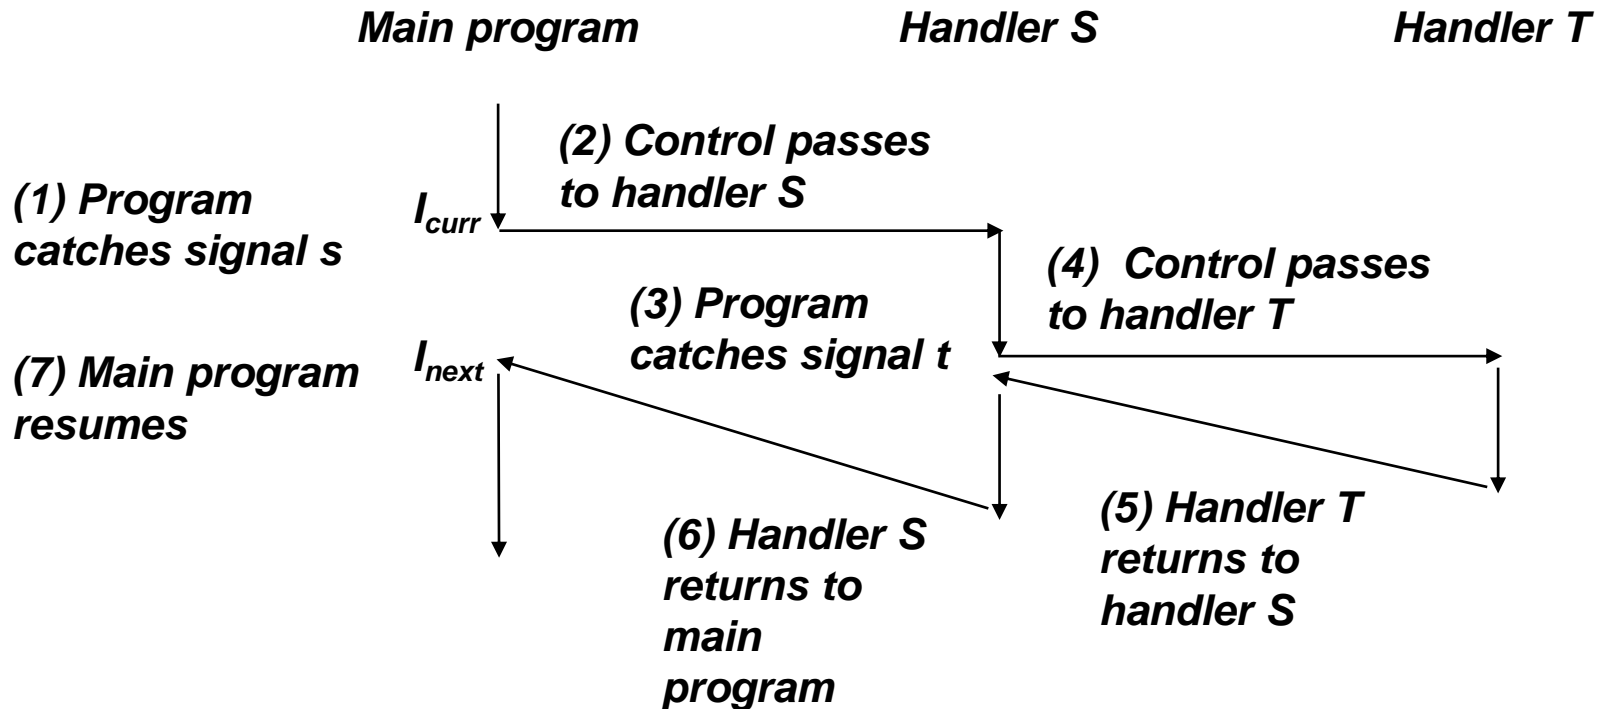 Main program
Handler S
Handler T
(1) Program
catches signal s
Icurr
(2) Control passes
to handler S
(3) Program
catches signal t
(4) Control passes
to handler T
(7) Main program
resumes
Inext
(5) Handler T
returns to
handler S
(6) Handler S
returns to
main
program